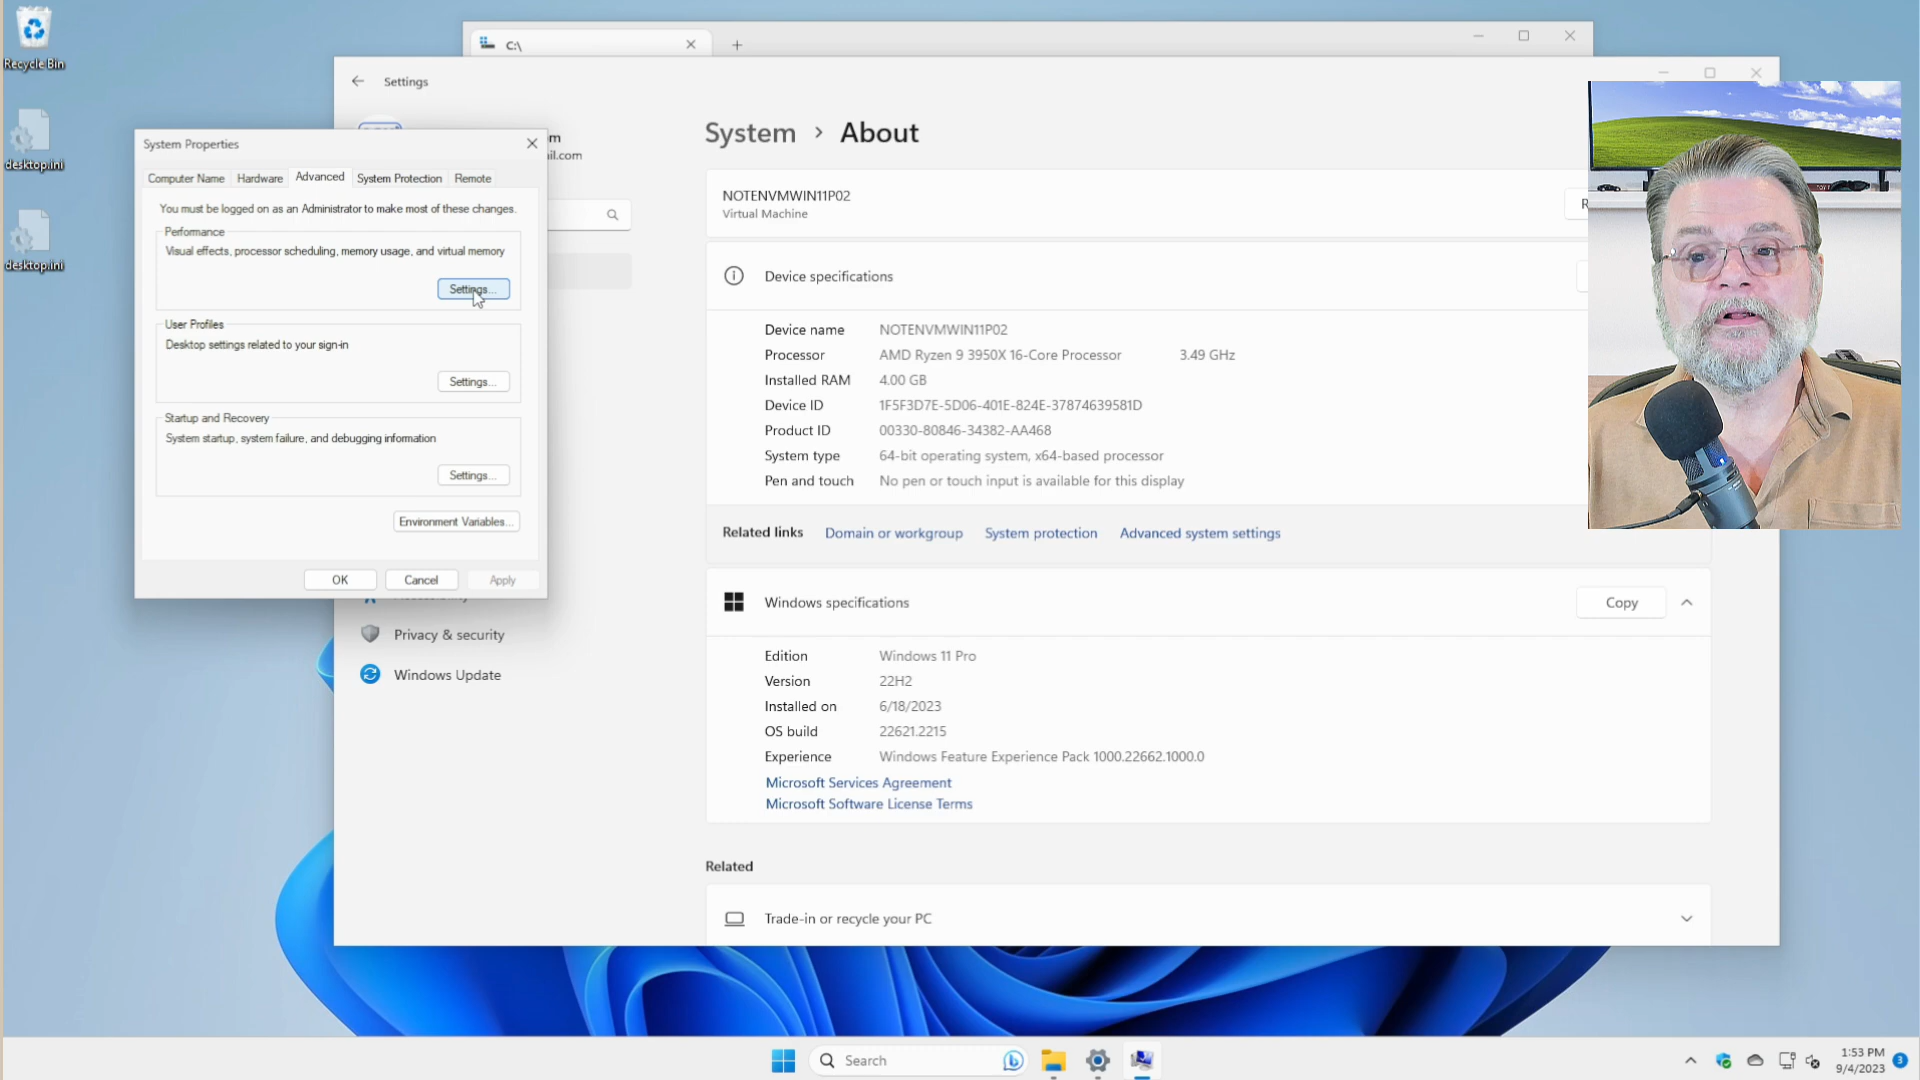 Recycle Bin
desktop.ini
desktop.ini
C:\
Settings
m
il.com
System Properties
Computer Name
Hardware
Advanced
System Protection
Remote
You must be logged on as an Administrator to make most of these changes.
Performance
Visual effects, processor scheduling, memory usage, and virtual memory
Settings...
User Profiles
Desktop settings related to your sign-in
Settings...
Startup and Recovery
System startup, system failure, and debugging information
Settings...
Environment Variables...
OK
Cancel
Apply
Privacy & security
Windows Update
System > About
NOTENVMWIN11P02
Virtual Machine
R
Device specifications
Device name NOTENVMWIN11P02
Processor AMD Ryzen 9 3950X 16-Core Processor 3.49 GHz
Installed RAM 4.00 GB
Device ID 1F5F3D7E-5D06-401E-824E-37874639581D
Product ID 00330-80846-34382-AA468
System type 64-bit operating system, x64-based processor
Pen and touch No pen or touch input is available for this display
Related links Domain or workgroup System protection Advanced system settings
Windows specifications
Copy
Edition Windows 11 Pro
Version 22H2
Installed on 6/18/2023
OS build 22621.2215
Experience Windows Feature Experience Pack 1000.22662.1000.0
Microsoft Services Agreement
Microsoft Software License Terms
Related
Trade-in or recycle your PC
Search
1:53 PM
9/4/2023
3